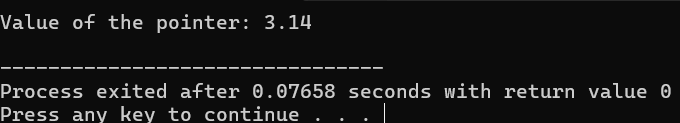 Value of the pointer: 3.14
--------------------------------
Process exited after 0.07658 seconds with return value 0
Press any key to continue . . .